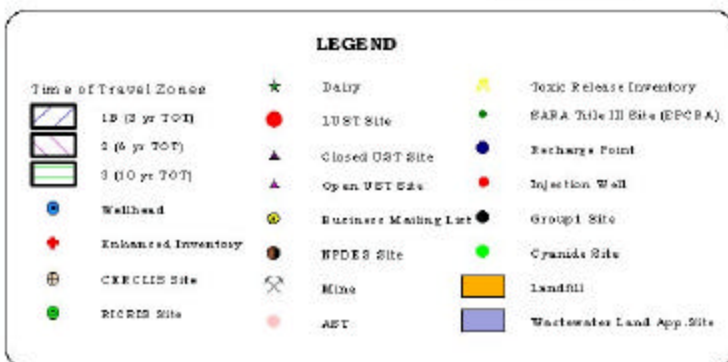 LEGEND
Time of Travel Zones
1B (3 yr TOT)
2 (6 yr TOT)
3 (10 yr TOT)
Wellhead
Enhanced Inventory
CERCLIS Site
RICRIS Site
Dairy
LUST Site
Closed UST Site
Open UST Site
Business Mailing List
NPDES Site
Mine
AST
Toxic Release Inventory
SARA Title III Site (EPCRA)
Recharge Point
Injection Well
Group1 Site
Cyanide Site
Landfill
Wastewater Land App. Site